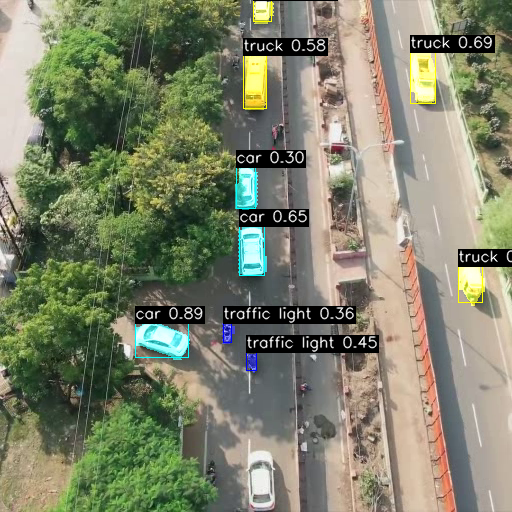 truck 0.58
truck 0.69
car 0.30
car 0.65
truck 0
car 0.89
traffic light 0.36
traffic light 0.45